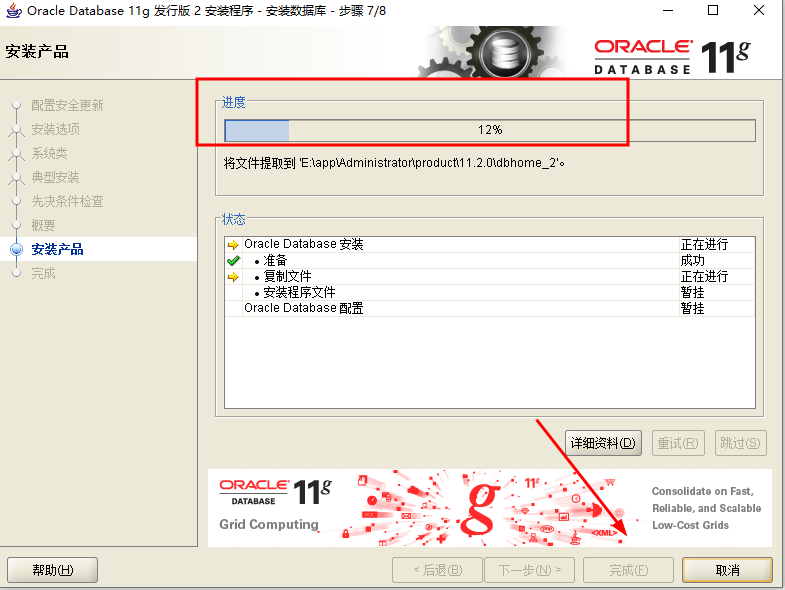 Oracle Database 11g 发行版 2 安装程序 - 安装数据库 - 步骤 7/8
安装产品
ORACLE
DATABASE
11g
配置安全更新
安装选项
系统类
典型安装
先决条件检查
概要
安装产品
完成
进度
12%
将文件提取到 'E:\app\Administrator\product\11.2.0\dbhome_2'。
状态
Oracle Database 安装 正在进行
• 准备 成功
• 复制文件 正在进行
• 安装程序文件 暂挂
Oracle Database 配置 暂挂
详细资料(D) 重试(R) 跳过(S)
ORACLE
DATABASE
11g
Grid Computing
g
11g
<XML>
Consolidate on Fast,
Reliable, and Scalable
Low-Cost Grids
帮助(H) < 后退(B) 下一步(N) > 完成(F) 取消